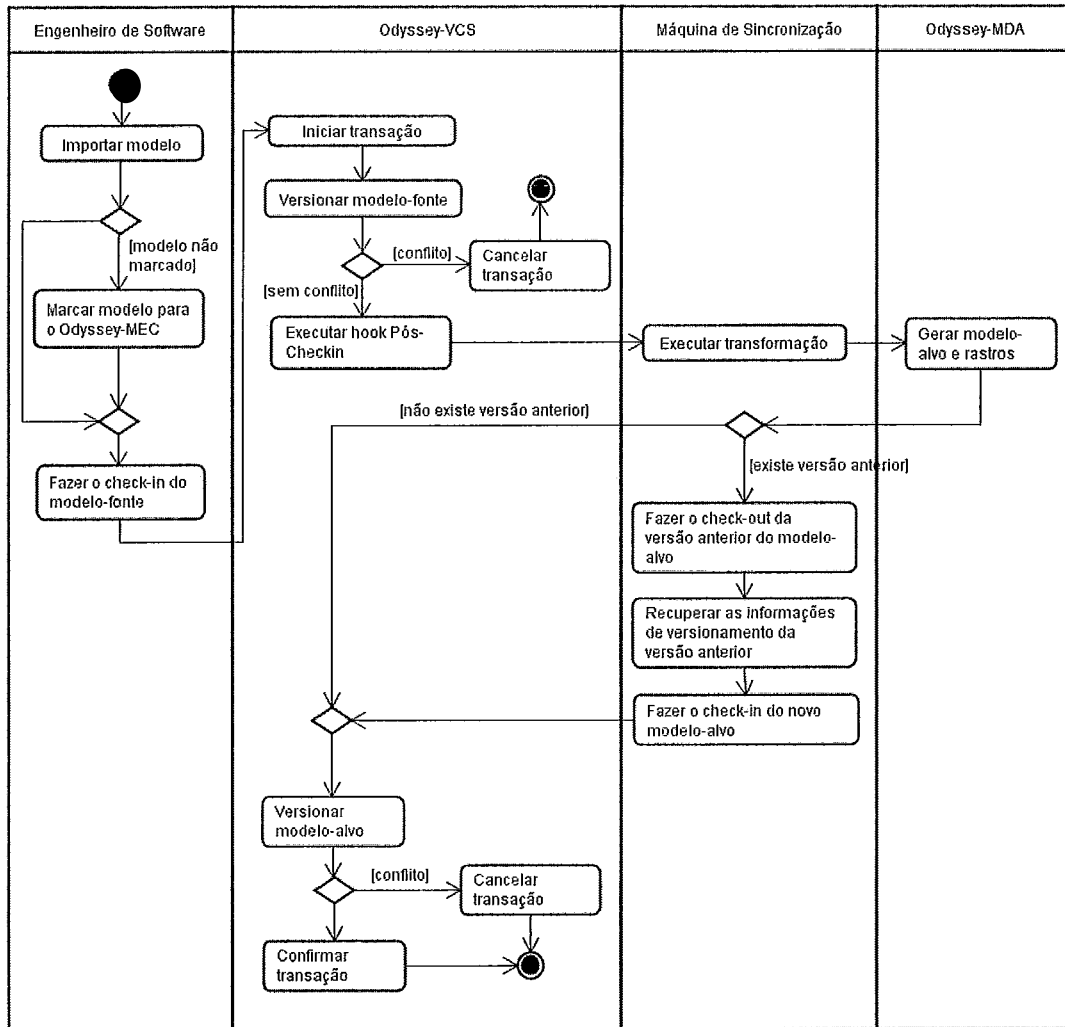 Engenheiro de Software
Odyssey-VCS
Máquina de Sincronização
Odyssey-MDA
Importar modelo
[modelo não
marcado]
Marcar modelo para
o Odyssey-MEC
Fazer o check-in do
modelo-fonte
Iniciar transação
Versionar modelo-fonte
[conflito]
Cancelar
transação
[sem conflito]
Executar hook Pós-
Checkin
Executar transformação
Gerar modelo-
alvo e rastros
[não existe versão anterior]
[existe versão anterior]
Fazer o check-out da
versão anterior do modelo-
alvo
Recuperar as informações
de versionamento da
versão anterior
Fazer o check-in do novo
modelo-alvo
Versionar
modelo-alvo
[conflito]
Cancelar
transação
Confirmar
transação